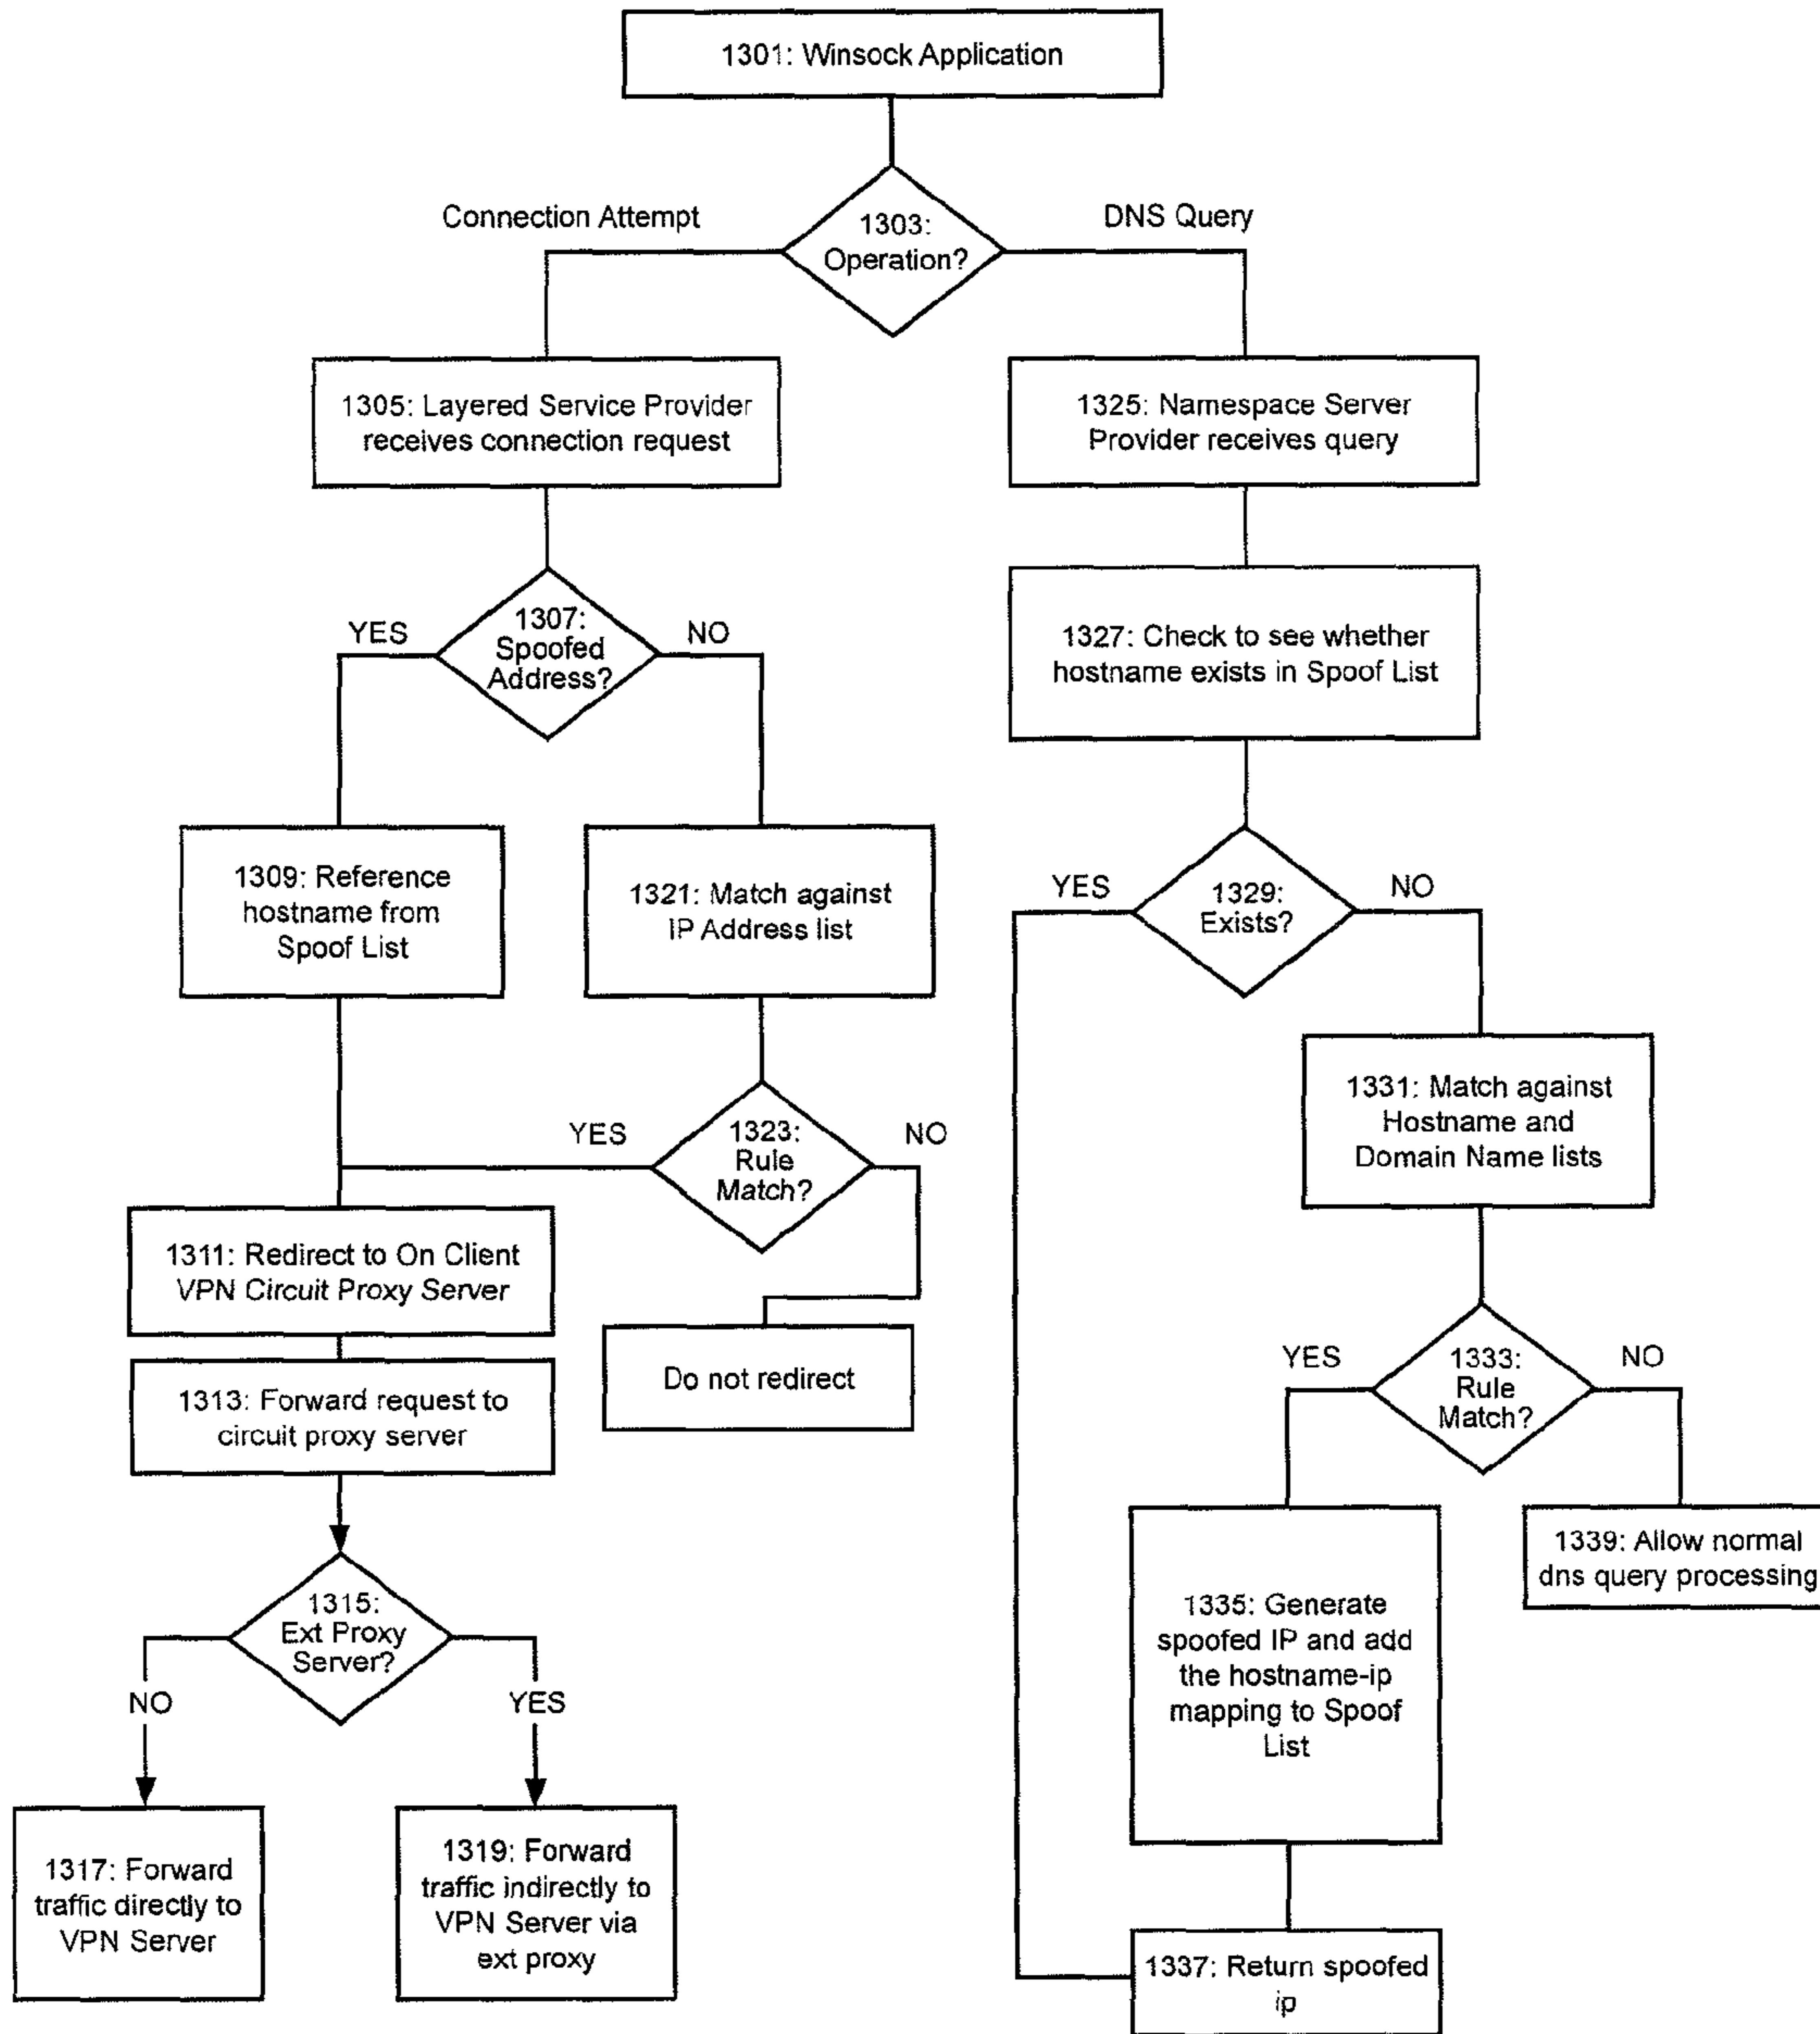 1301: Winsock Application
Connection Attempt
DNS Query
1303:
Operation?
1305: Layered Service Provider
receives connection request
1325: Namespace Server
Provider receives query
YES
1307:
Spoofed
Address?
NO
1327: Check to see whether
hostname exists in Spoof List
1309: Reference
hostname from
Spoof List
1321: Match against
IP Address list
YES
1329:
Exists?
NO
1331: Match against
Hostname and
Domain Name lists
YES
1323:
Rule
Match?
NO
1311: Redirect to On Client
VPN Circuit Proxy Server
Do not redirect
1313: Forward request to
circuit proxy server
YES
1333:
Rule
Match?
NO
1315:
Ext Proxy
Server?
NO
YES
1335: Generate
spoofed IP and add
the hostname-ip
mapping to Spoof
List
1339: Allow normal
dns query processing
1317: Forward
traffic directly to
VPN Server
1319: Forward
traffic indirectly to
VPN Server via
ext proxy
1337: Return spoofed
ip